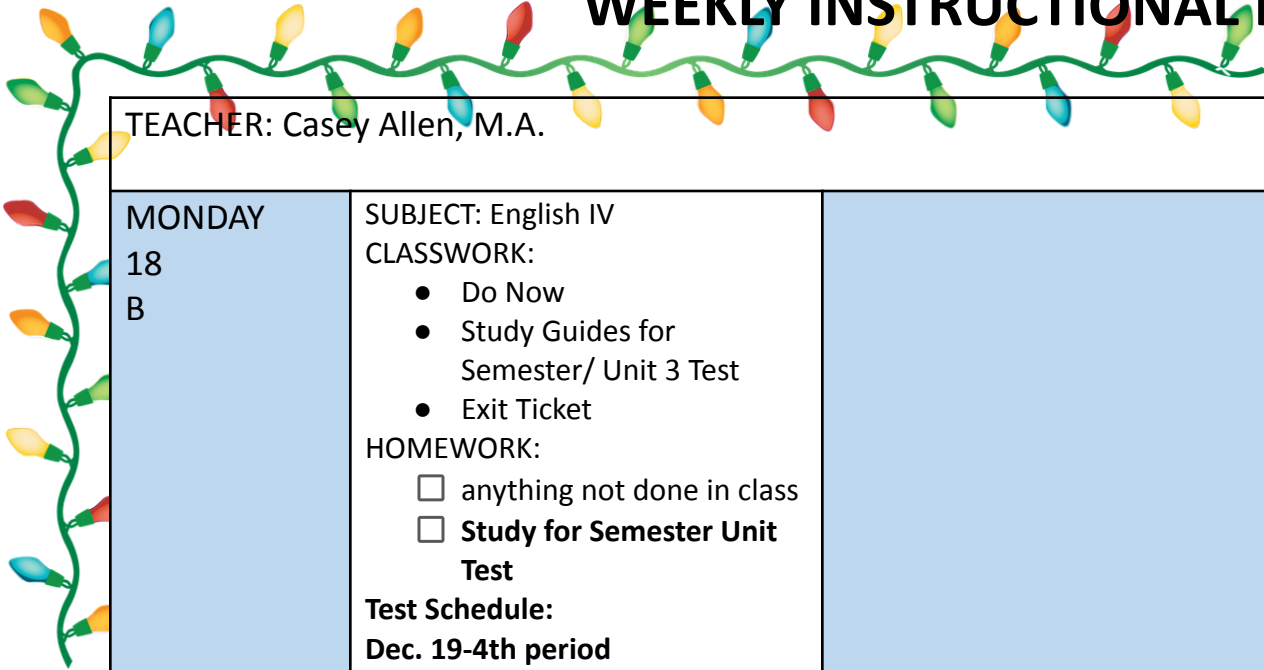 WEEKLY INSTRUCTIONAL
TEACHER: Casey Allen, M.A.
MONDAY
18
B
SUBJECT: English IV
CLASSWORK:
● Do Now
● Study Guides for
Semester/ Unit 3 Test
● Exit Ticket
HOMEWORK:
☐ anything not done in class
☐ Study for Semester Unit
Test
Test Schedule:
Dec. 19-4th period